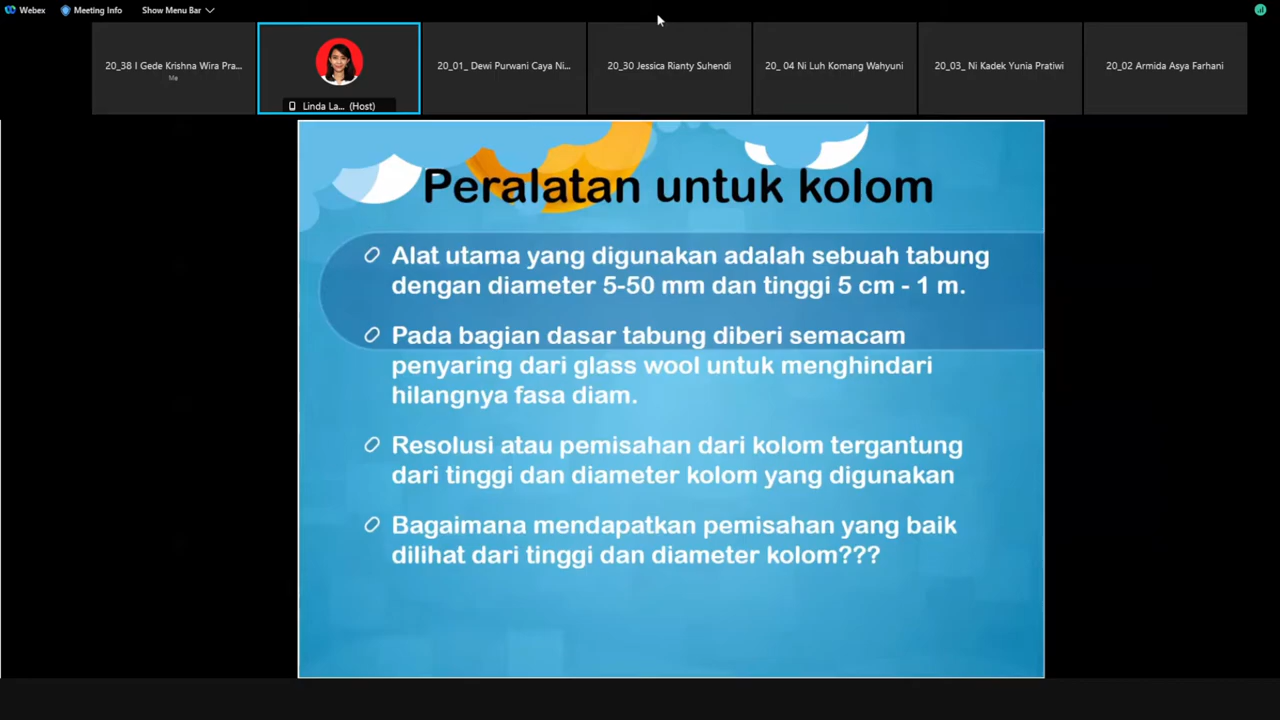 Webex
Meeting Info
Show Menu Bar
20_38 I Gede Krishna Wira Pra...
Me
Linda La... (Host)
20_01_ Dewi Purwani Caya Ni...
20_30 Jessica Rianty Suhendi
20_ 04 Ni Luh Komang Wahyuni
20_03_ Ni Kadek Yunia Pratiwi
20_02 Armida Asya Farhani
Peralatan untuk kolom
Alat utama yang digunakan adalah sebuah tabung
dengan diameter 5-50 mm dan tinggi 5 cm - 1 m.
Pada bagian dasar tabung diberi semacam
penyaring dari glass wool untuk menghindari
hilangnya fasa diam.
Resolusi atau pemisahan dari kolom tergantung
dari tinggi dan diameter kolom yang digunakan
Bagaimana mendapatkan pemisahan yang baik
dilihat dari tinggi dan diameter kolom???